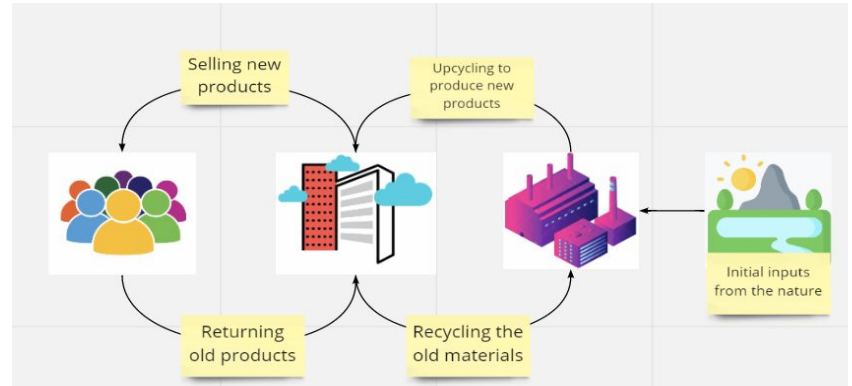 Selling new
products
Upcycling to
produce new
products
Initial inputs
from the nature
Returning
old products
Recycling the
old materials